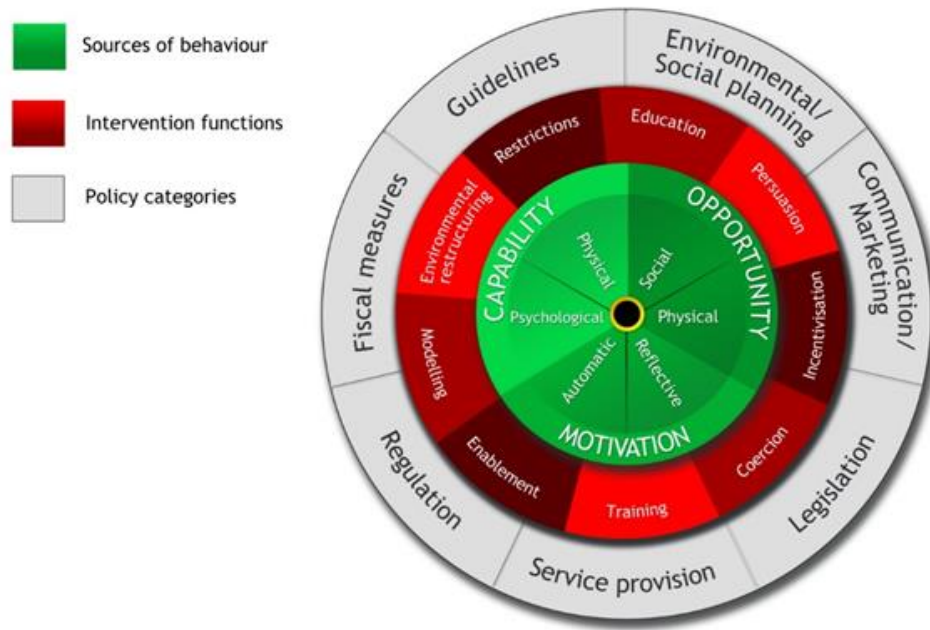 Sources of behaviour
Intervention functions
Policy categories
Guidelines
Environmental/
Social planning
Communication/
Marketing
Legislation
Service provision
Regulation
Fiscal measures
Restrictions
Education
Persuasion
Incentivisation
Coercion
Training
Enablement
Modelling
Environmental
restructuring
CAPABILITY
OPPORTUNITY
MOTIVATION
Physical
Social
Psychological
Physical
Automatic
Reflective